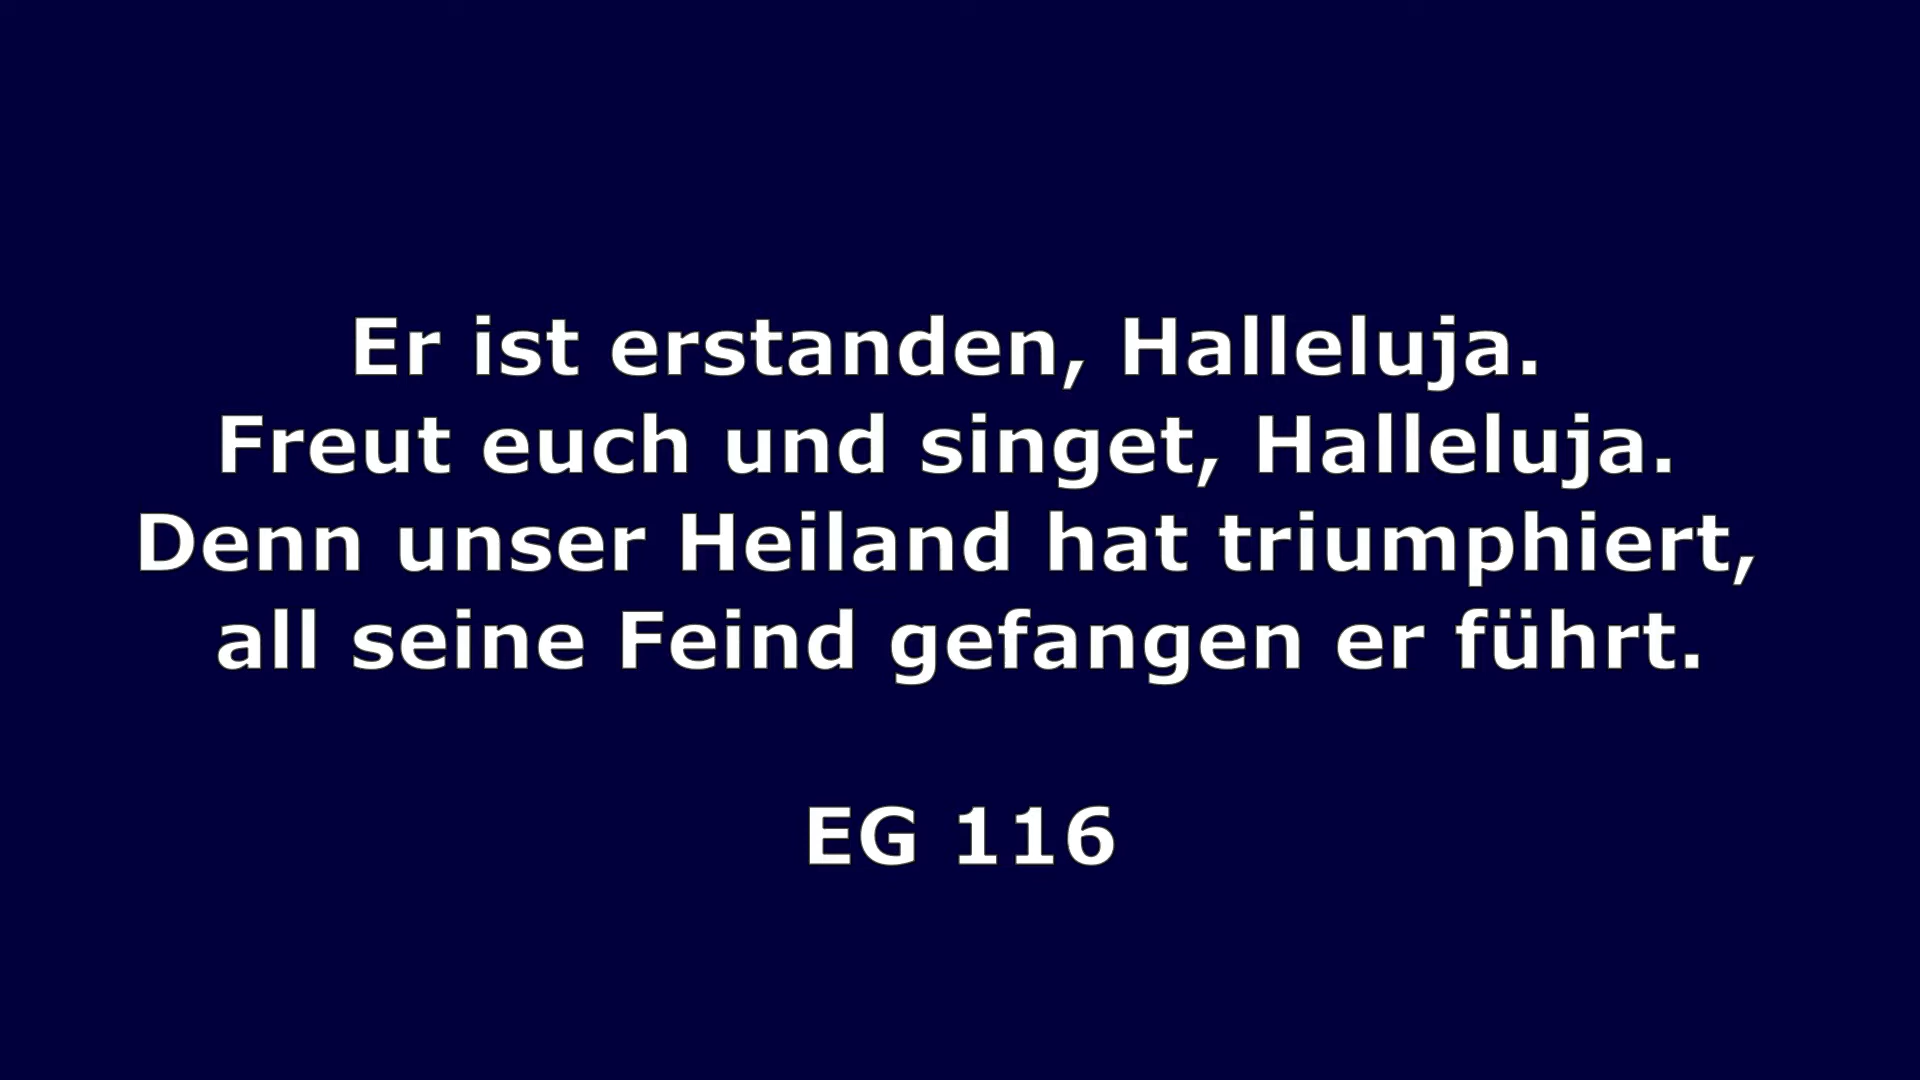 Er ist erstanden, Halleluja.
Freut euch und singet, Halleluja.
Denn unser Heiland hat triumphiert,
all seine Feind gefangen er führt.
EG 116